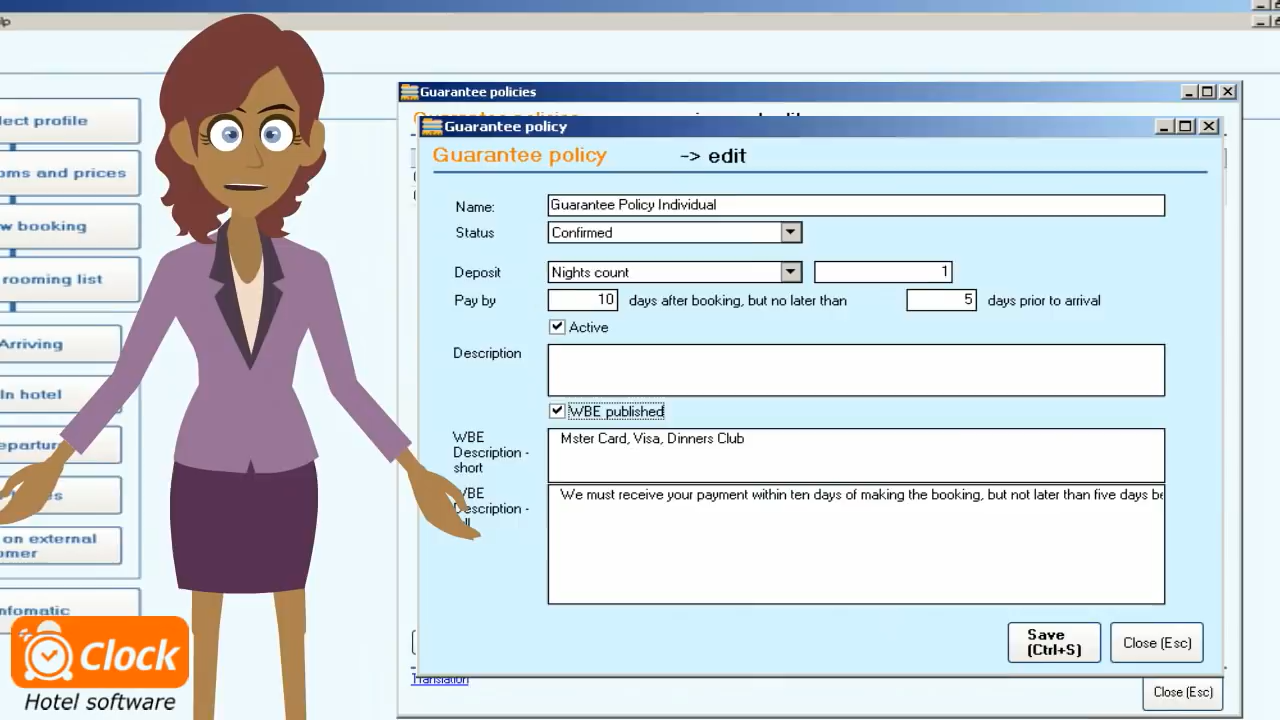 lect profile
oms and prices
w booking
rooming list
Arriving
In hotel
epartur
on external
omer
nfomatic
Clock
Hotel software
Guarantee policies
Guarantee policy
Guarantee policy -> edit
Name: Guarantee Policy Individual
Status Confirmed
Deposit Nights count 1
Pay by 10 days after booking, but no later than 5 days prior to arrival
Active
Description
WBE published
WBE
Description -
short
Mster Card, Visa, Dinners Club
WBE
Description -
We must receive your payment within ten days of making the booking, but not later than five days be
Save
(Ctrl+S)
Close (Esc)
Translation
Close (Esc)